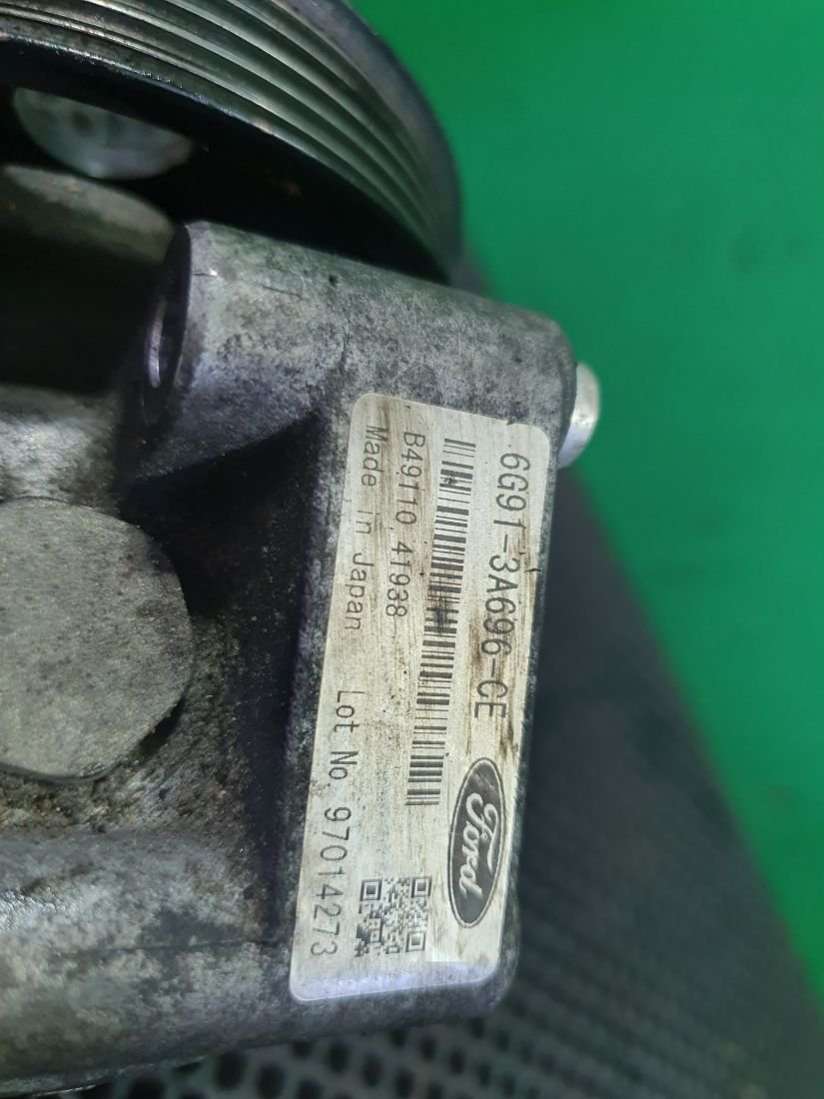 6G91-3A696-CE
Ford
B49110 41938
Made in Japan Lot No. 97014273